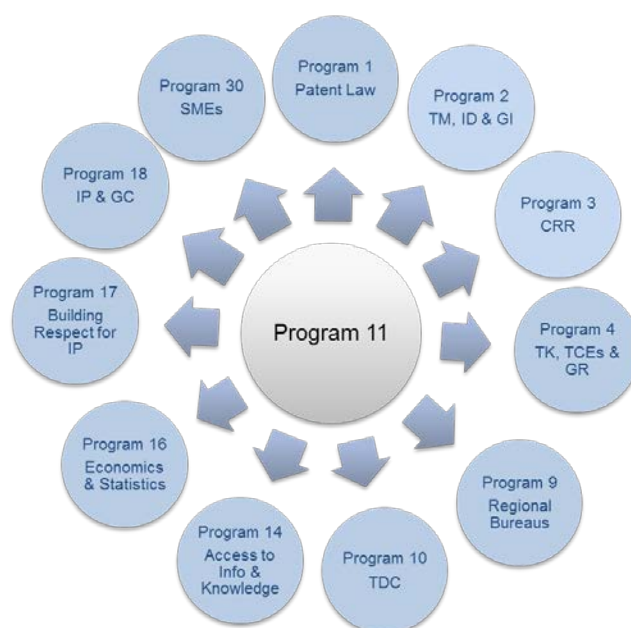 Program 1
Patent Law
Program 2
TM, ID & GI
Program 3
CRR
Program 4
TK, TCEs &
GR
Program 9
Regional
Bureaus
Program 10
TDC
Program 14
Access to
Info &
Knowledge
Program 16
Economics
& Statistics
Program 17
Building
Respect for
IP
Program 18
IP & GC
Program 30
SMEs
Program 11